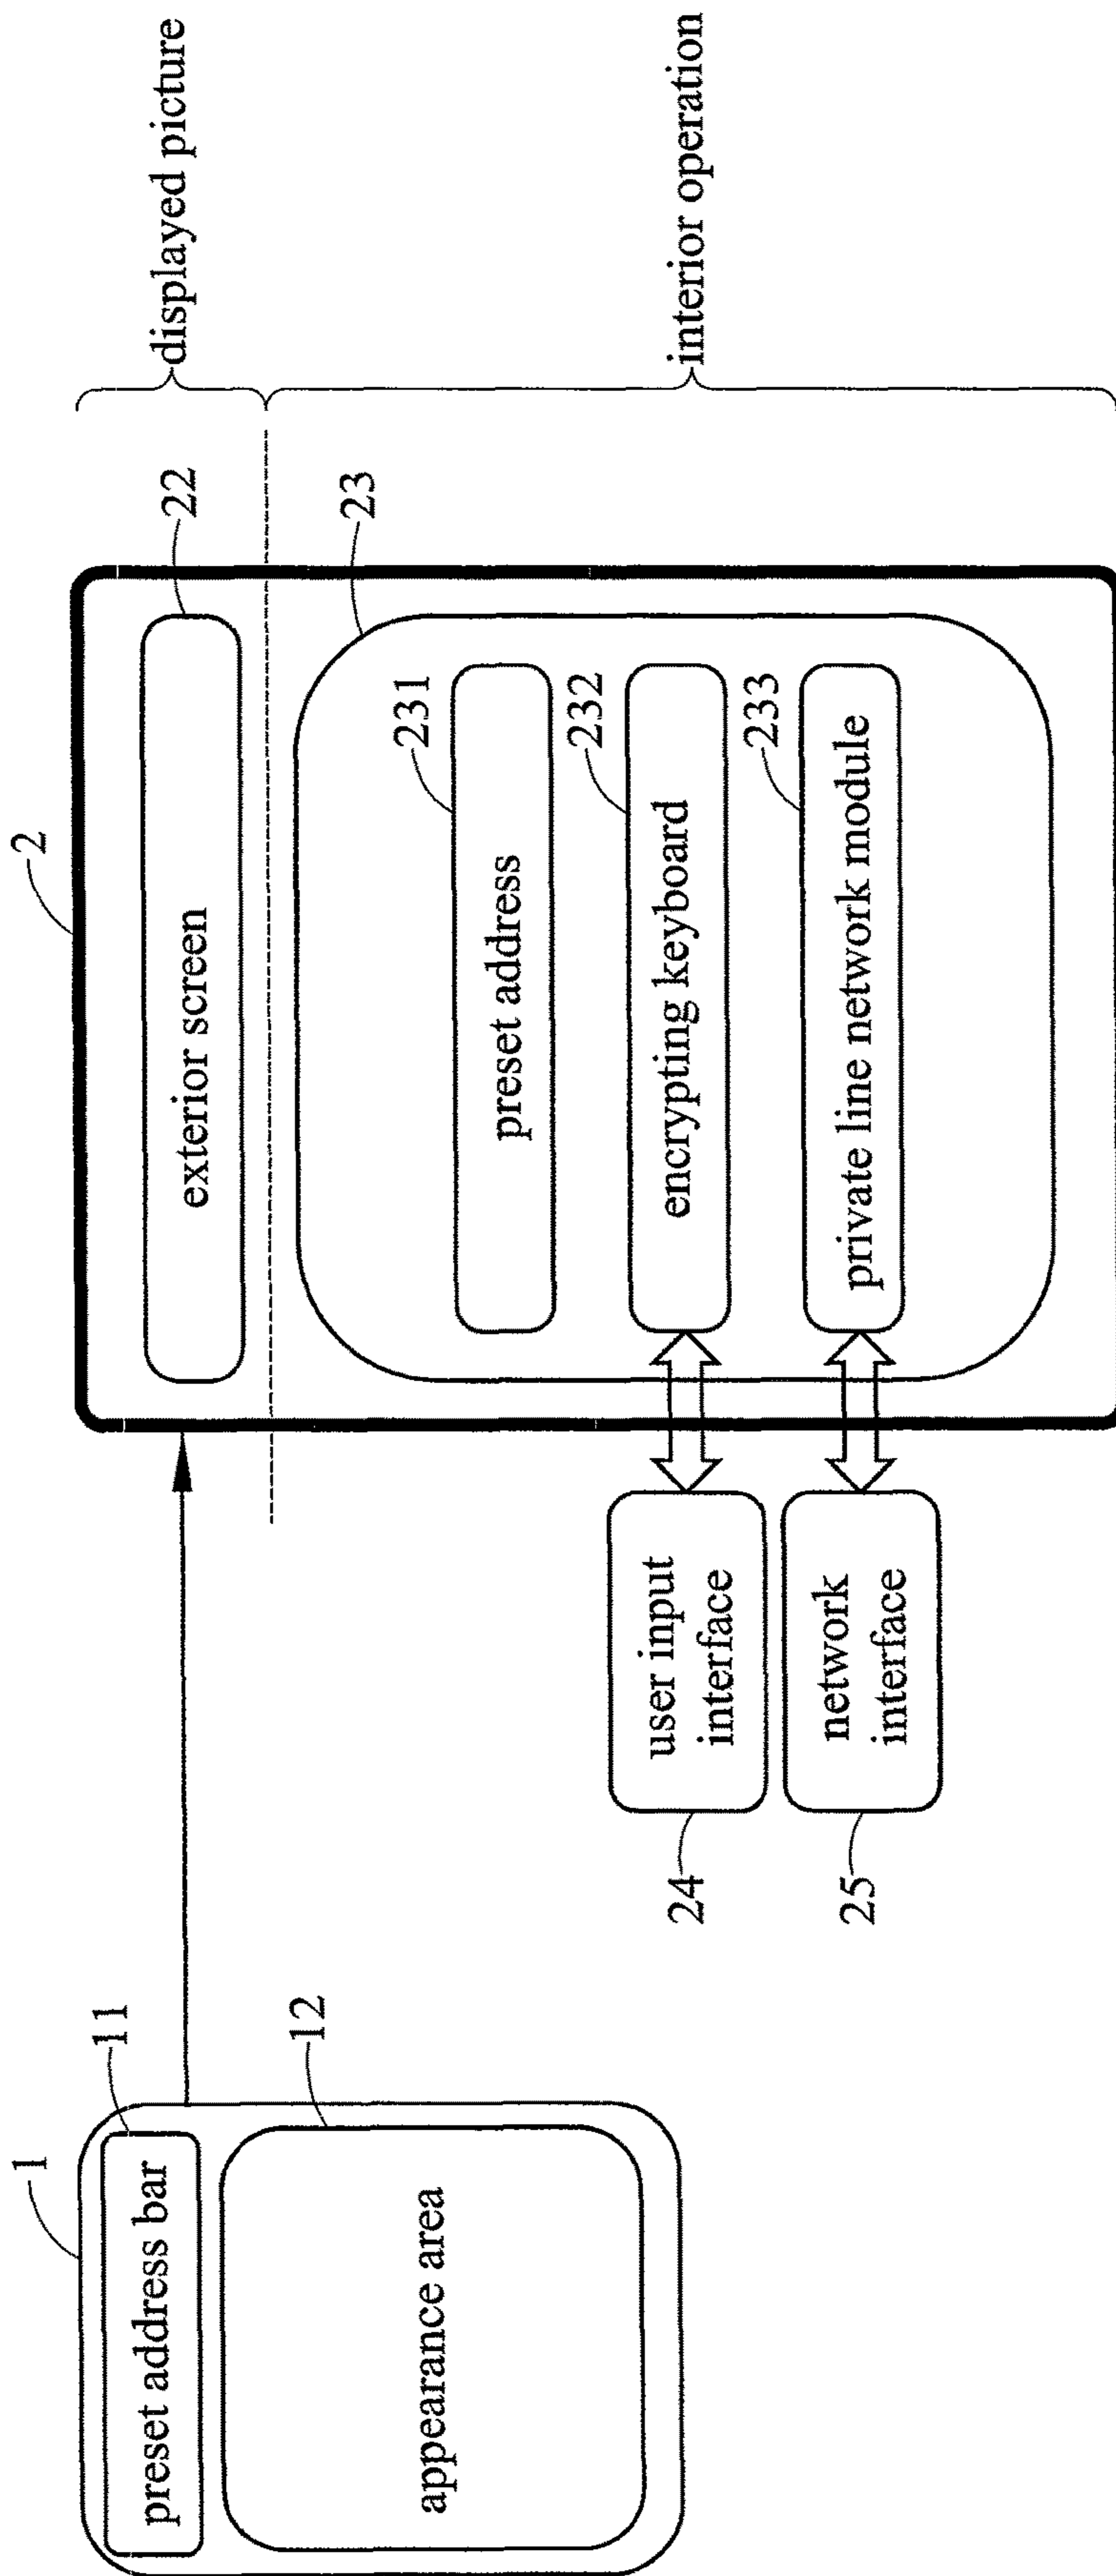 1
preset address bar
11
appearance area
12
2
exterior screen
22
displayed picture
23
preset address
231
encrypting keyboard
232
private line network module
233
user input
interface
24
network
interface
25
interior operation